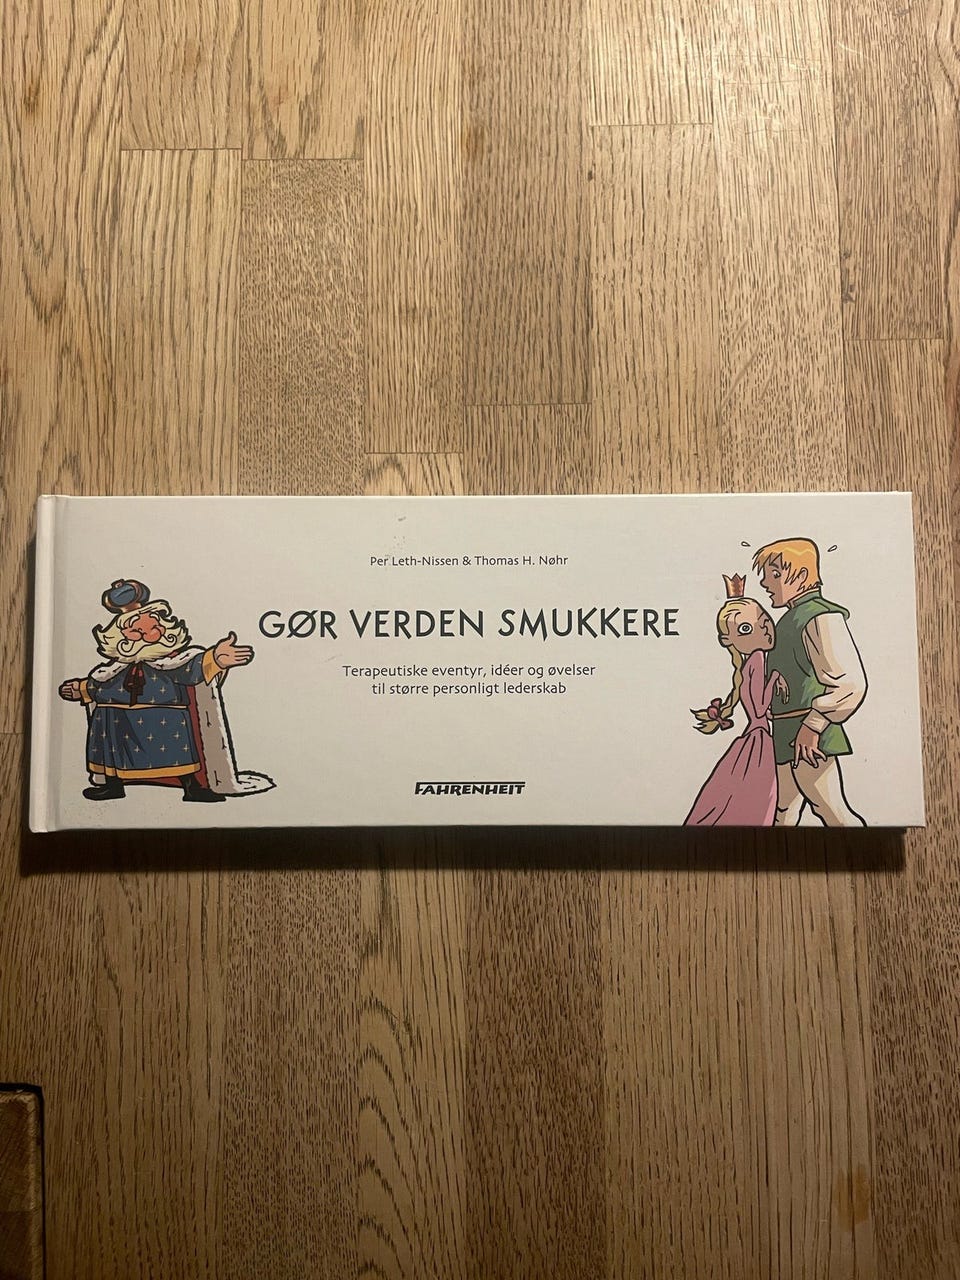 Per Leth-Nissen & Thomas H. Nøhr
GØR VERDEN SMUKKERE
Terapeutiske eventyr, idéer og øvelser
til større personligt lederskab
FAHRENHEIT